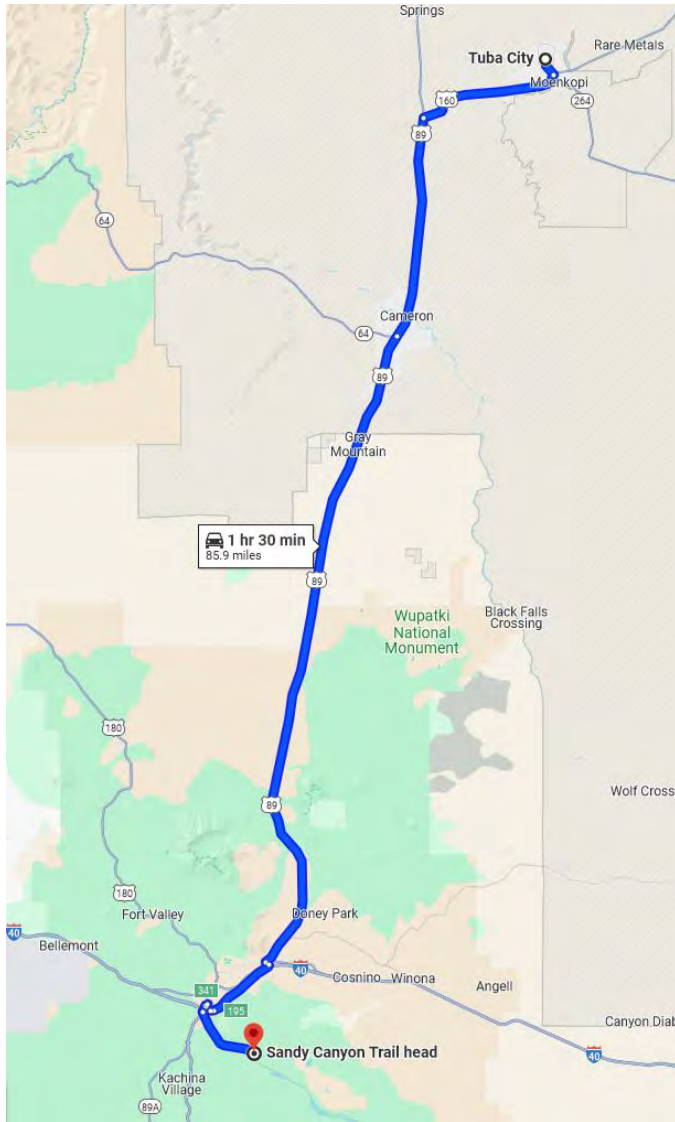 Springs
Tuba City
Rare Metals
Moenkopi
160
264
89
64
Cameron
64
89
Gray
Mountain
1 hr 30 min
85.9 miles
89
Black Falls
Crossing
Wupatki
National
Monument
180
Wolf Cross
89
180
Fort Valley
Doney Park
40
Bellemont
40
Cosnino
Winona
Angell
341
195
Canyon Diab
Sandy Canyon Trail head
40
Kachina
Village
89A